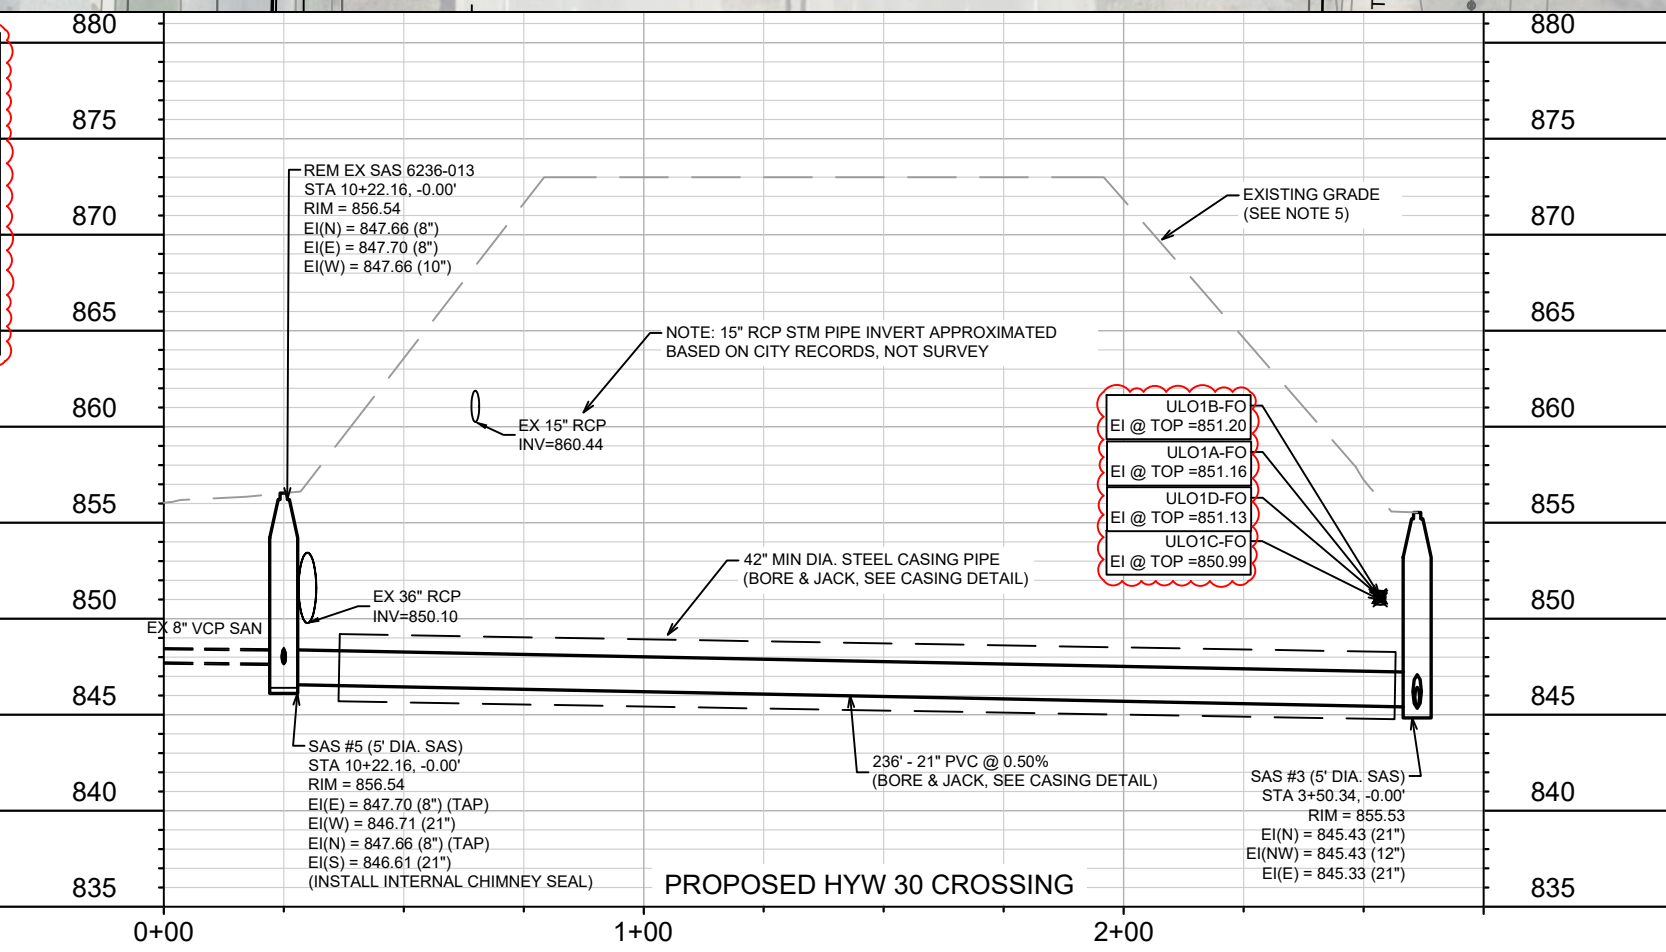 880
875
870
865
860
855
850
845
840
835
REM EX SAS 6236-013
STA 10+22.16, -0.00'
RIM = 856.54
EI(N) = 847.66 (8")
EI(E) = 847.70 (8")
EI(W) = 847.66 (10")
EXISTING GRADE
(SEE NOTE 5)
NOTE: 15" RCP STM PIPE INVERT APPROXIMATED
BASED ON CITY RECORDS, NOT SURVEY
EX 15" RCP
INV=860.44
ULO1B-FO
EI @ TOP =851.20
ULO1A-FO
EI @ TOP =851.16
ULO1D-FO
EI @ TOP =851.13
ULO1C-FO
EI @ TOP =850.99
42" MIN DIA. STEEL CASING PIPE
(BORE & JACK, SEE CASING DETAIL)
EX 36" RCP
INV=850.10
EX 8" VCP SAN
SAS #5 (5' DIA. SAS)
STA 10+22.16, -0.00'
RIM = 856.54
EI(E) = 847.70 (8") (TAP)
EI(W) = 846.71 (21")
EI(N) = 847.66 (8") (TAP)
EI(S) = 846.61 (21")
(INSTALL INTERNAL CHIMNEY SEAL)
236' - 21" PVC @ 0.50%
(BORE & JACK, SEE CASING DETAIL)
SAS #3 (5' DIA. SAS)
STA 3+50.34, -0.00'
RIM = 855.53
EI(N) = 845.43 (21")
EI(NW) = 845.43 (12")
EI(E) = 845.33 (21")
PROPOSED HYW 30 CROSSING
880
875
870
865
860
855
850
845
840
835
0+00
1+00
2+00